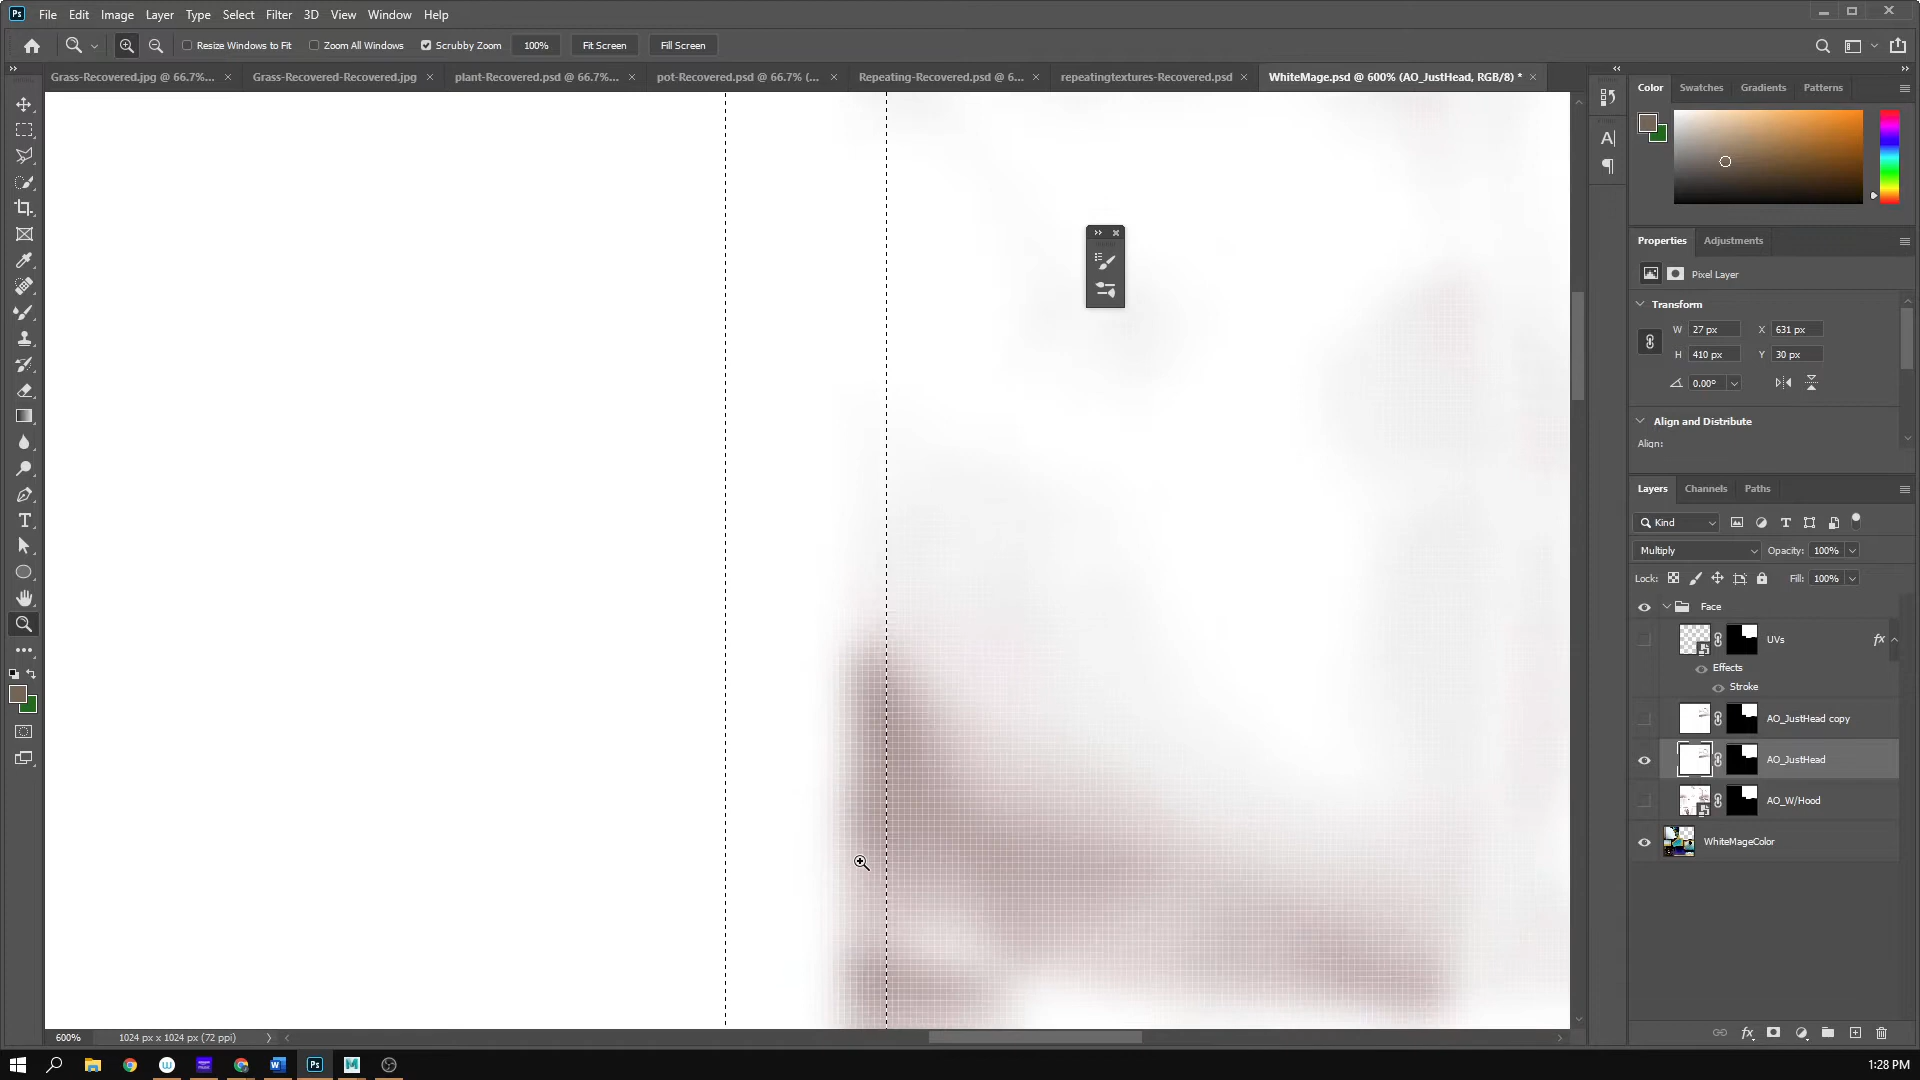 Ps File Edit Image Layer Type Select Filter 3D View Window Help
Resize Windows to Fit Zoom All Windows Scrubby Zoom 100% Fit Screen Fill Screen
Grass-Recovered.jpg @ 66.7%... Grass-Recovered-Recovered.jpg plant-Recovered.psd @ 66.7%... pot-Recovered.psd @ 66.7% (... Repeating-Recovered.psd @ 6... repeatingtextures-Recovered.psd WhiteMage.psd @ 600% (AO_JustHead, RGB/8) *
Color Swatches Gradients Patterns
Properties Adjustments
Pixel Layer
Transform
W 27 px X 631 px
H 410 px Y 30 px
0.00°
Align and Distribute
Align:
Layers Channels Paths
Kind
Multiply Opacity: 100%
Lock: Fill: 100%
Face
UVs fx
Effects
Stroke
AO_JustHead copy
AO_JustHead
AO_W/Hood
WhiteMageColor
600% 1024 px x 1024 px (72 ppi)
fx
1:28 PM